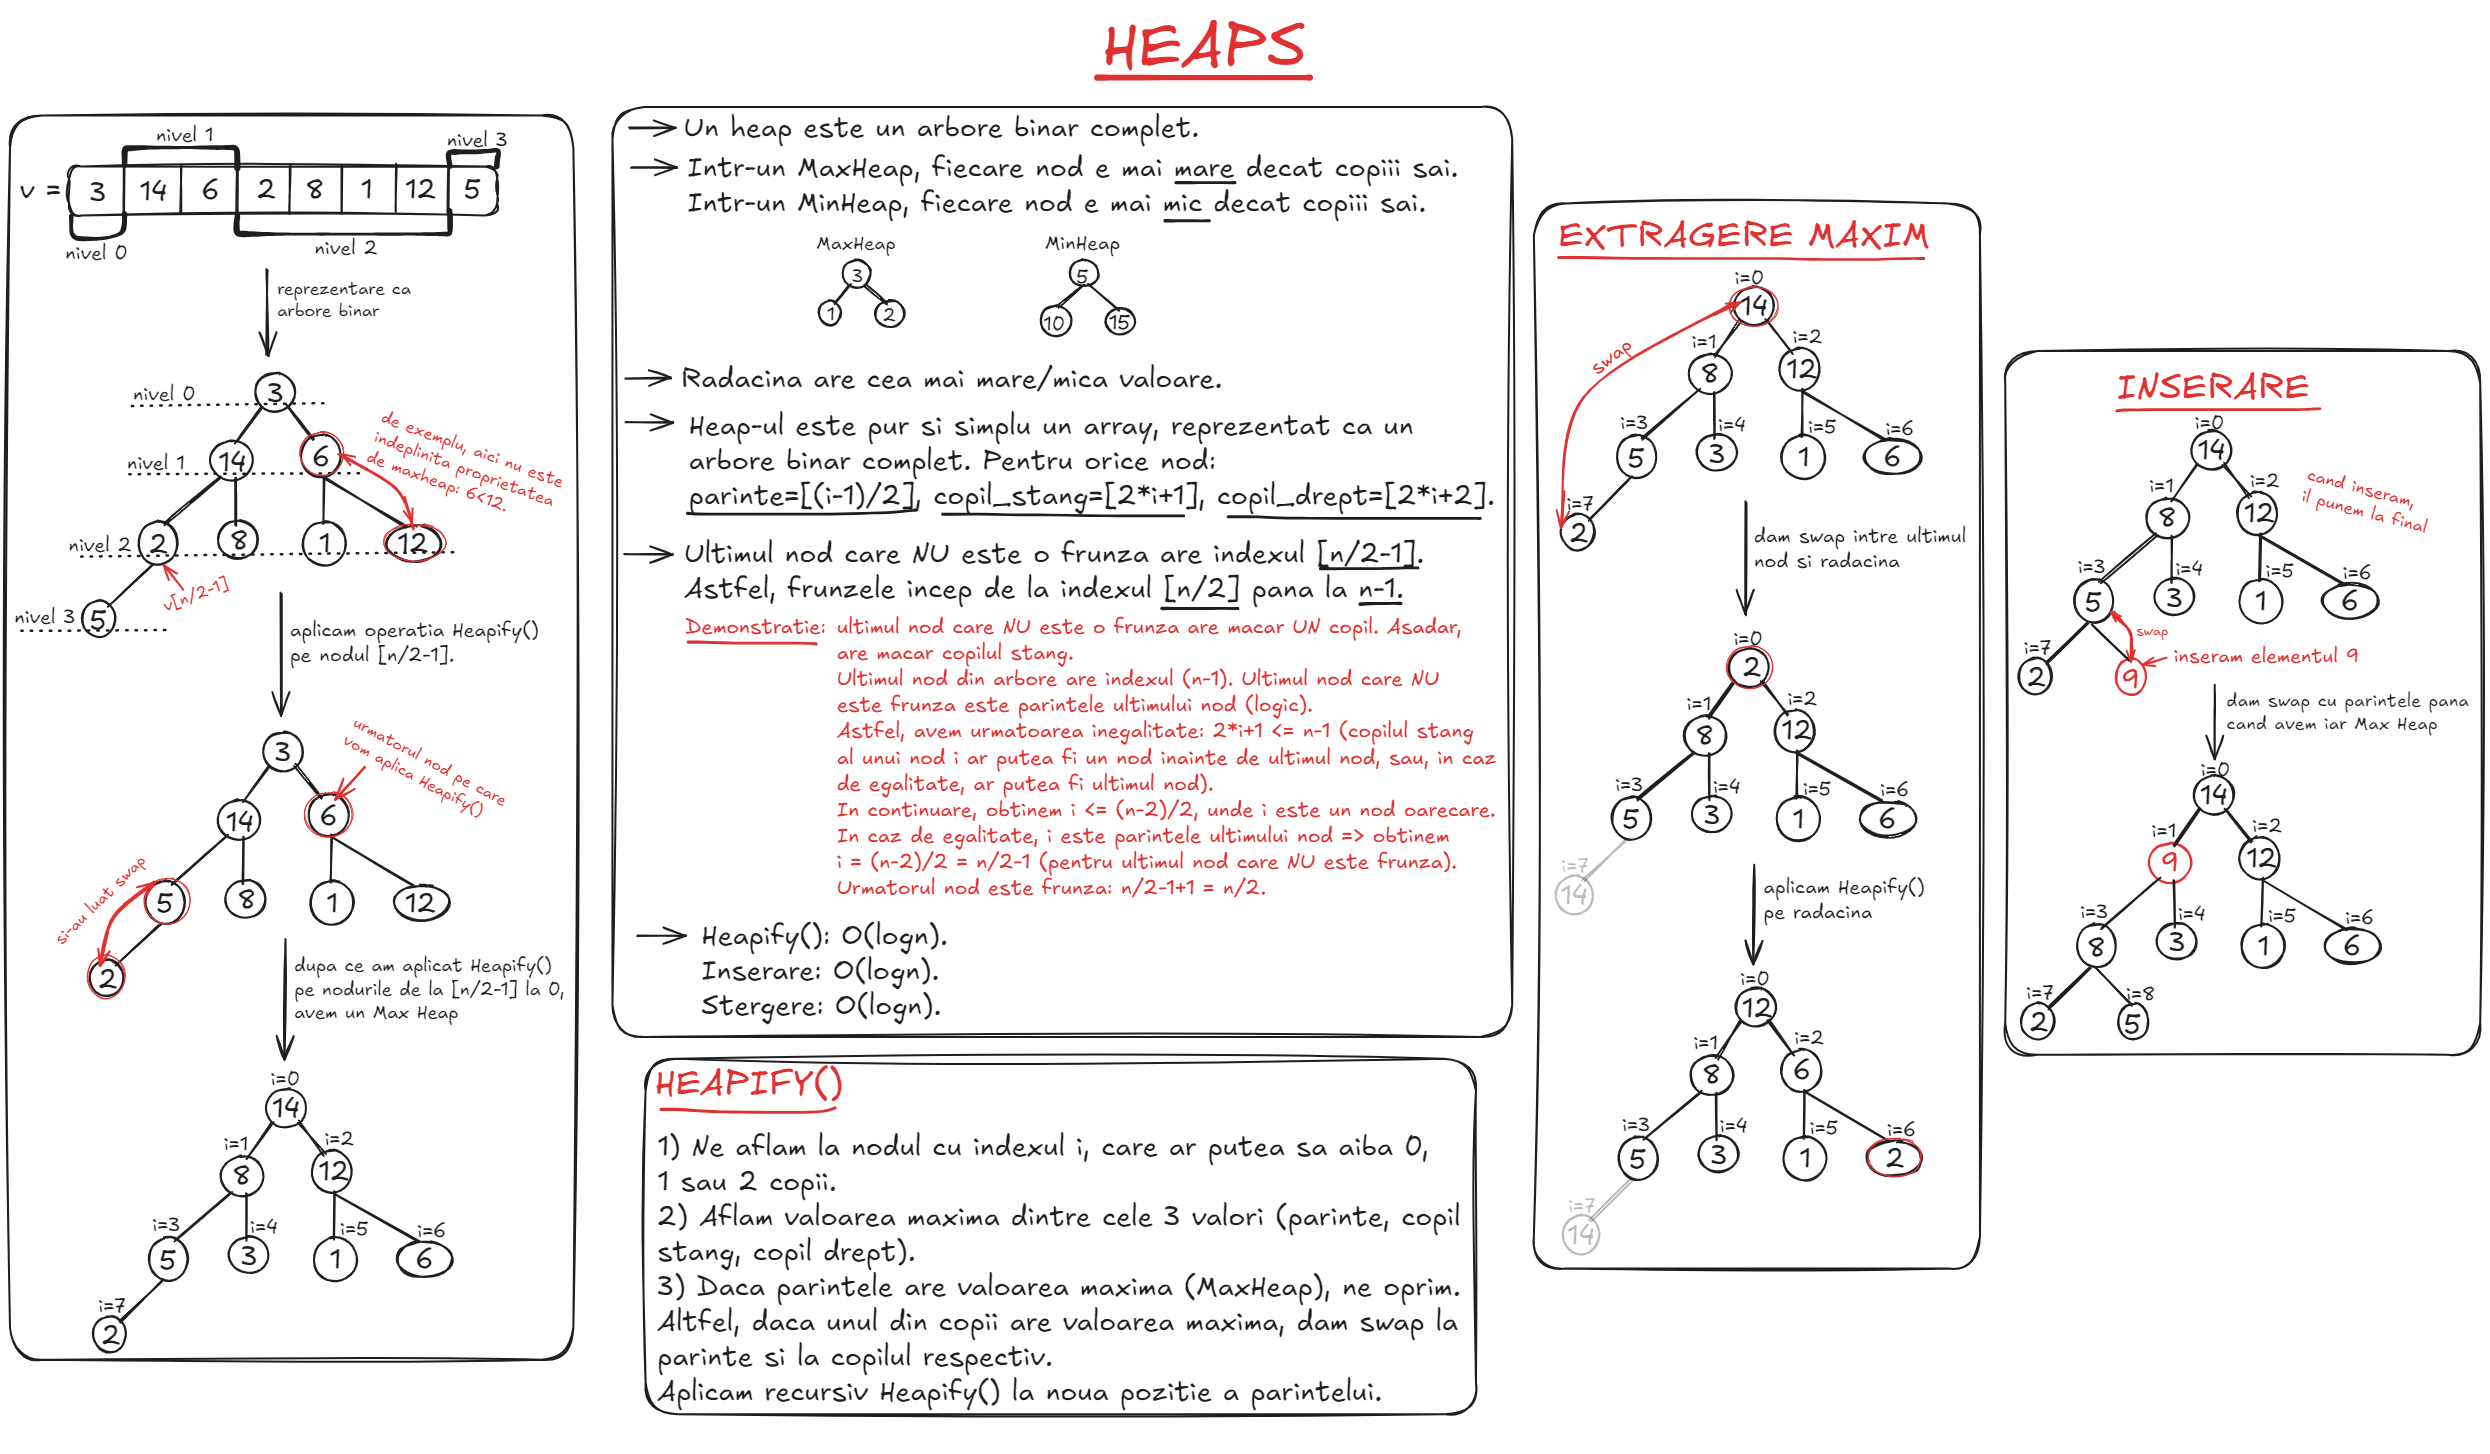 HEAPS
nivel 1
nivel 3
v = 3 14 6 2 8 1 12 5
nivel 0
nivel 2
reprezentare ca
arbore binar
nivel 0
3
de exemplu, aici nu este
indeplinita proprietatea
de maxheap: 6<12.
nivel 1
14
6
nivel 2
2
8
1
12
v[n/2-1]
nivel 3
5
aplicam operatia Heapify()
pe nodul [n/2-1].
urmatorul nod pe care
vom aplica Heapify()
3
14
6
si-au luat swap
5
8
1
12
2
dupa ce am aplicat Heapify()
pe nodurile de la [n/2-1] la 0,
avem un Max Heap
i=0
14
i=1
i=2
8
12
i=3
i=4
i=5
i=6
5
3
1
6
i=7
2
Un heap este un arbore binar complet.
Intr-un MaxHeap, fiecare nod e mai mare decat copiii sai.
Intr-un MinHeap, fiecare nod e mai mic decat copiii sai.
MaxHeap
MinHeap
3
5
1
2
10
15
Radacina are cea mai mare/mica valoare.
Heap-ul este pur si simplu un array, reprezentat ca un
arbore binar complet. Pentru orice nod:
parinte=[(i-1)/2], copil_stang=[2*i+1], copil_drept=[2*i+2].
Ultimul nod care NU este o frunza are indexul [n/2-1].
Astfel, frunzele incep de la indexul [n/2] pana la n-1.
Demonstratie: ultimul nod care NU este o frunza are macar UN copil. Asadar,
are macar copilul stang.
Ultimul nod din arbore are indexul (n-1). Ultimul nod care NU
este frunza este parintele ultimului nod (logic).
Astfel, avem urmatoarea inegalitate: 2*i+1 <= n-1 (copilul stang
al unui nod i ar putea fi un nod inainte de ultimul nod, sau, in caz
de egalitate, ar putea fi ultimul nod).
In continuare, obtinem i <= (n-2)/2, unde i este un nod oarecare.
In caz de egalitate, i este parintele ultimului nod => obtinem
i = (n-2)/2 = n/2-1 (pentru ultimul nod care NU este frunza).
Urmatorul nod este frunza: n/2-1+1 = n/2.
Heapify(): O(logn).
Inserare: O(logn).
Stergere: O(logn).
HEAPIFY()
1) Ne aflam la nodul cu indexul i, care ar putea sa aiba 0,
1 sau 2 copii.
2) Aflam valoarea maxima dintre cele 3 valori (parinte, copil
stang, copil drept).
3) Daca parintele are valoarea maxima (MaxHeap), ne oprim.
Altfel, daca unul din copii are valoarea maxima, dam swap la
parinte si la copilul respectiv.
Aplicam recursiv Heapify() la noua pozitie a parintelui.
EXTRAGERE MAXIM
i=0
14
swap
i=1
i=2
8
12
i=3
i=4
i=5
i=6
5
3
1
6
i=7
2
dam swap intre ultimul
nod si radacina
i=0
2
i=1
i=2
8
12
i=3
i=4
i=5
i=6
5
3
1
6
i=7
14
aplicam Heapify()
pe radacina
i=0
12
i=1
i=2
8
6
i=3
i=4
i=5
i=6
5
3
1
2
i=7
14
INSERARE
i=0
14
i=1
i=2
cand inseram,
il punem la final
8
12
i=3
i=4
i=5
i=6
5
3
1
6
swap
i=7
inseram elementul 9
2
9
dam swap cu parintele pana
cand avem iar Max Heap
i=0
14
i=1
i=2
9
12
i=3
i=4
i=5
i=6
8
3
1
6
i=7
i=8
2
5